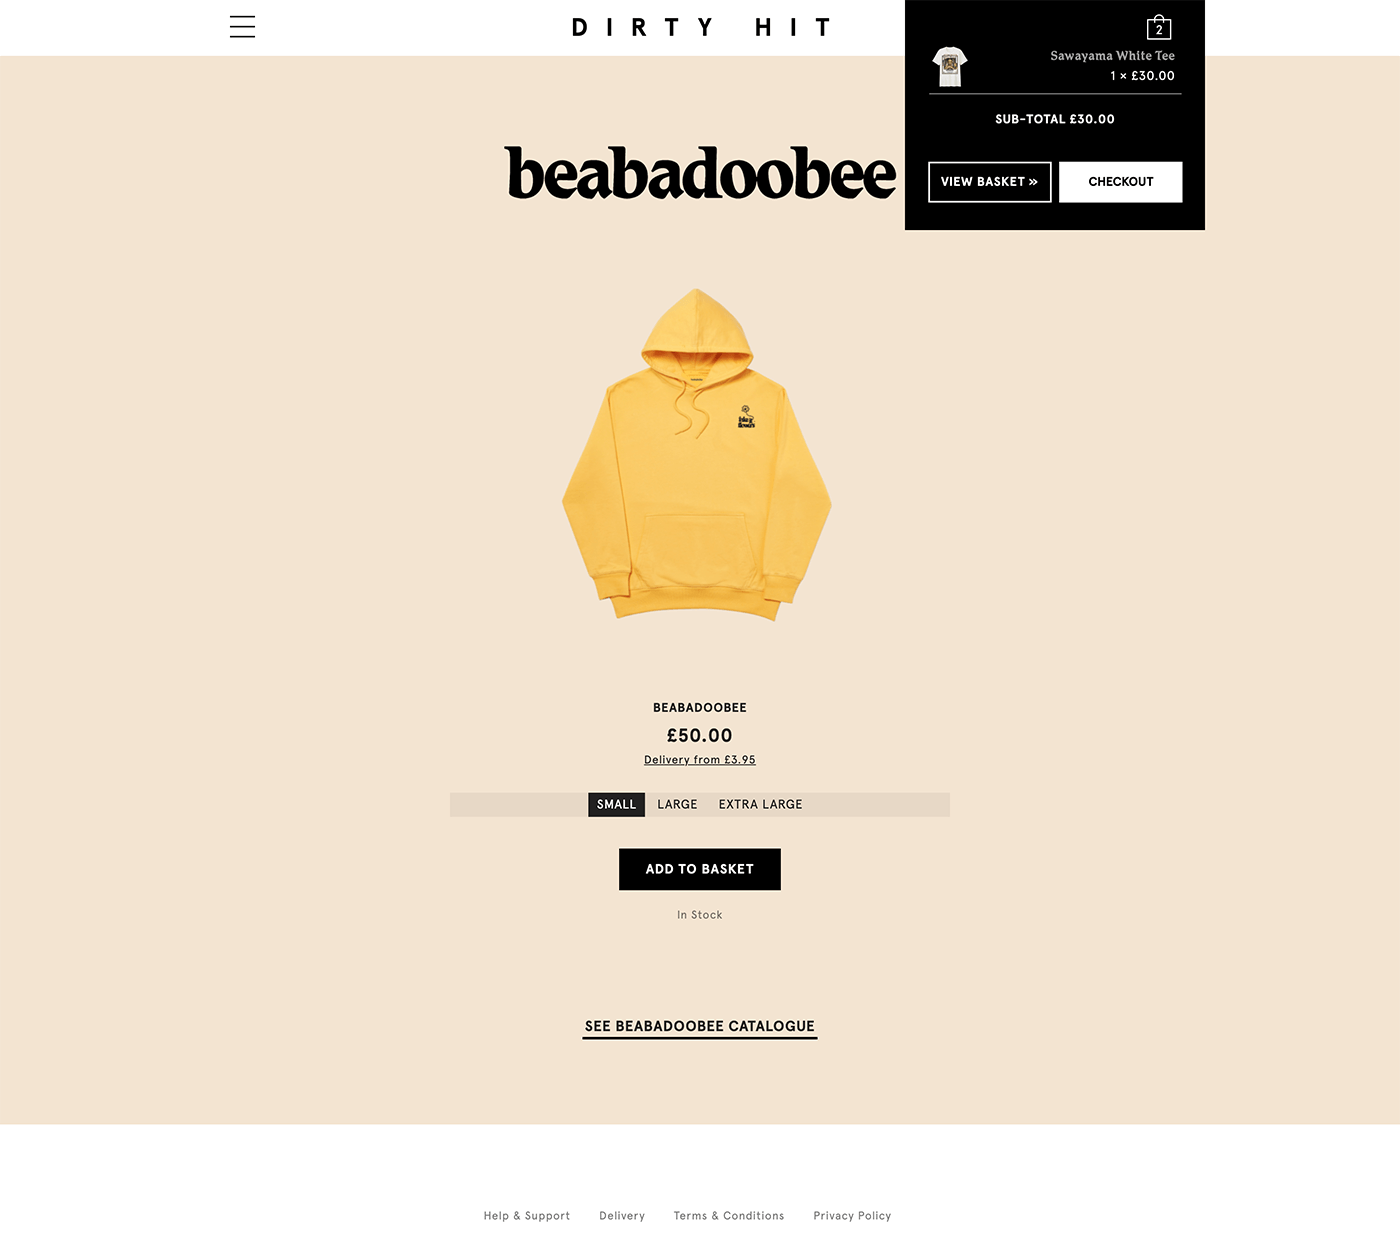 DIRTY HIT
2
Sawayama White Tee
1 × £30.00
SUB-TOTAL £30.00
VIEW BASKET »
CHECKOUT
beabadoobee
BEABADOOBEE
£50.00
Delivery from £3.95
SMALL LARGE EXTRA LARGE
ADD TO BASKET
In Stock
SEE BEABADOOBEE CATALOGUE
Help & Support Delivery Terms & Conditions Privacy Policy